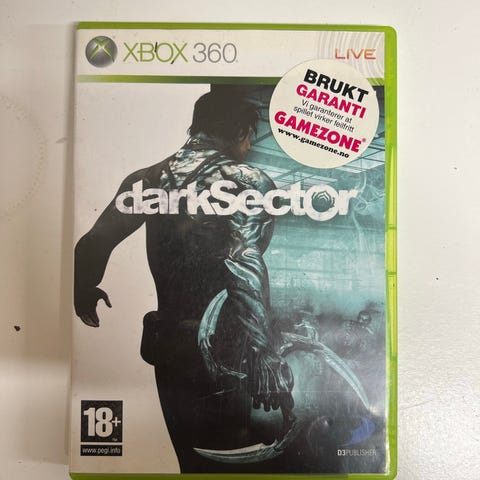 XBOX 360
LIVE
BRUKT
GARANTI
Vi garanterer at
spillet virker feilfritt
GAMEZONE
www.gamezone.no
darkSector
18+
www.pegi.info
D3PUBLISHER